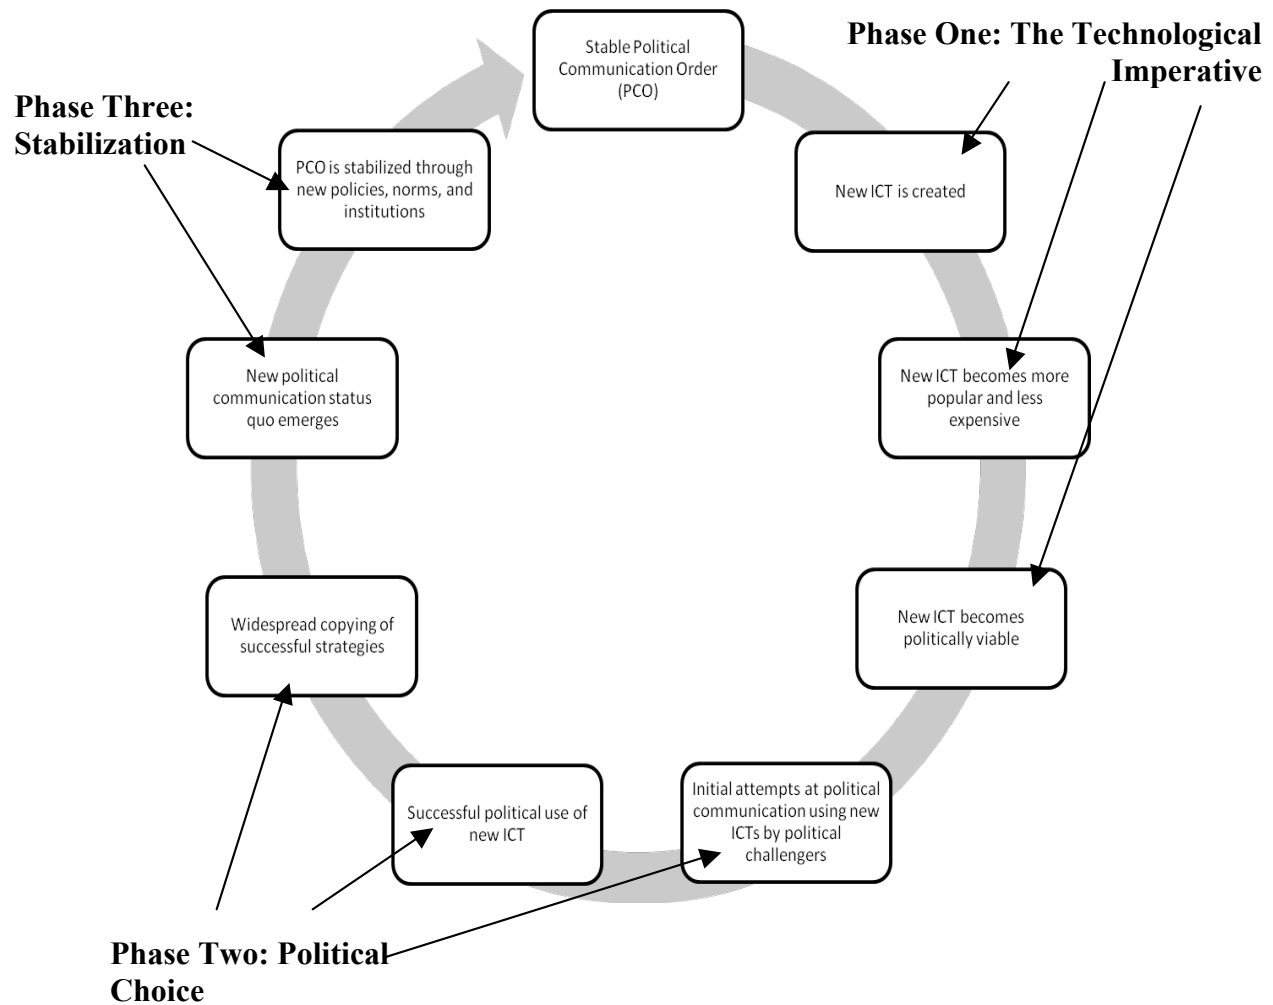 Stable Political
Communication Order
(PCO)
Phase One: The Technological
Imperative
New ICT is created
New ICT becomes more
popular and less
expensive
New ICT becomes
politically viable
Initial attempts at political
communication using new
ICTs by political
challengers
Successful political use of
new ICT
Widespread copying of
successful strategies
Phase Two: Political
Choice
New political
communication status
quo emerges
PCO is stabilized through
new policies, norms, and
institutions
Phase Three:
Stabilization